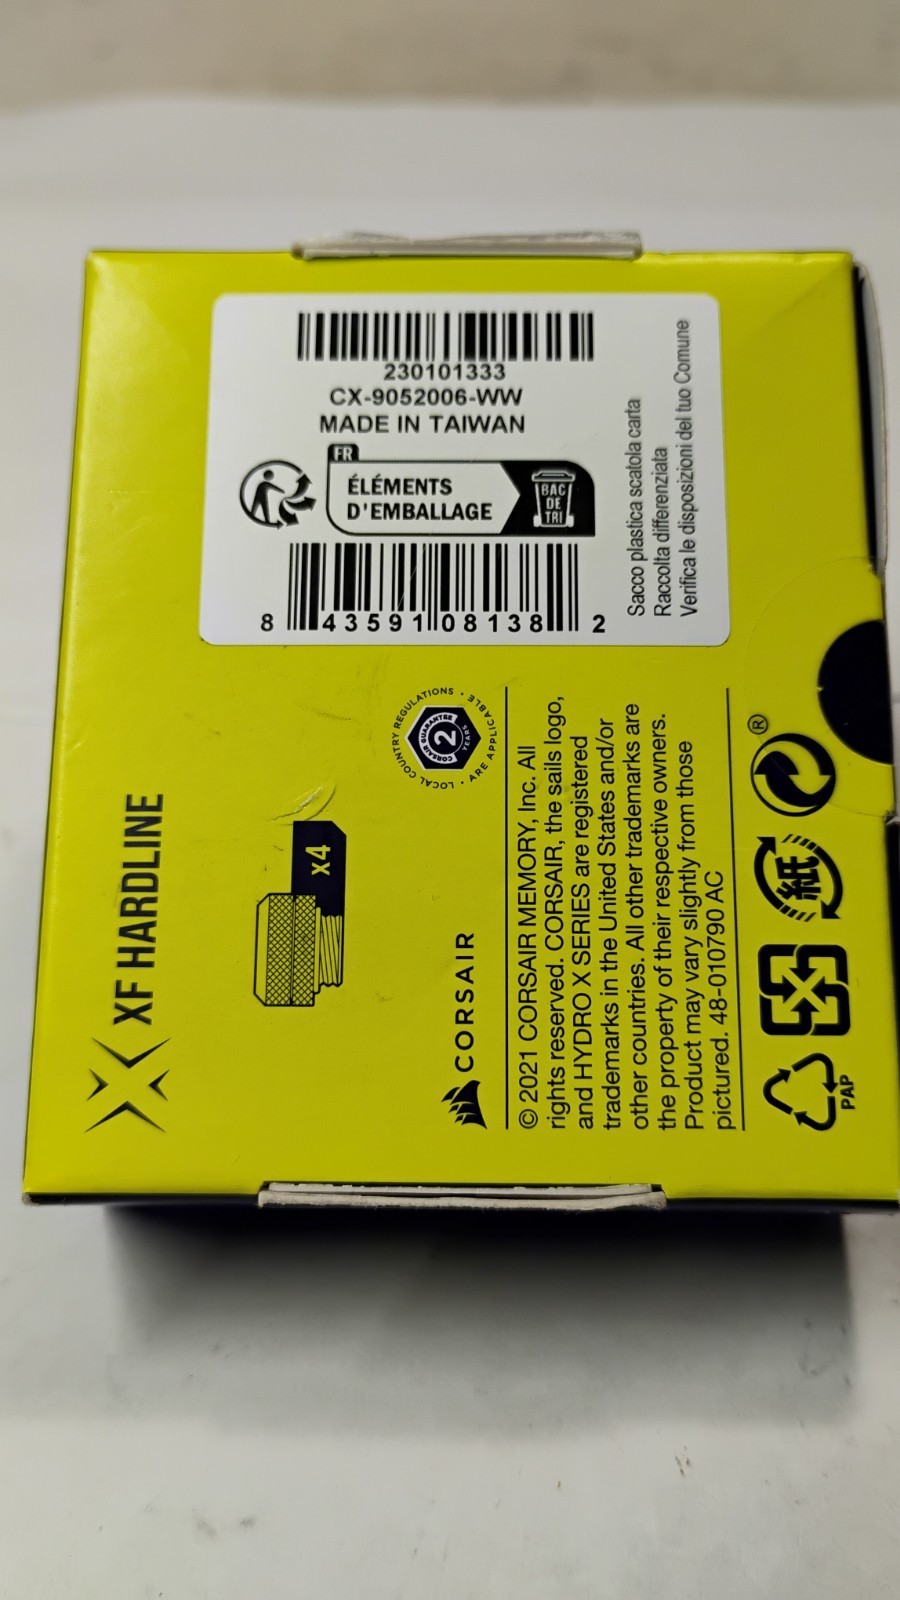 230101333
CX-9052006-WW
MADE IN TAIWAN
FR
ÉLÉMENTS
D'EMBALLAGE
BAC
DE
TRI
8 43591 08138 2
Sacco plastica scatola carta
Raccolta differenziata
Verifica le disposizioni del tuo Comune
XF HARDLINE
x4
CORSAIR
LOCAL COUNTRY REGULATIONS • ARE APPLICABLE •
CORSAIR GUARANTEE
2
YEARS
© 2021 CORSAIR MEMORY, Inc. All
rights reserved. CORSAIR, the sails logo,
and HYDRO X SERIES are registered
trademarks in the United States and/or
other countries. All other trademarks are
the property of their respective owners.
Product may vary slightly from those
pictured. 48-010790 AC
PAP
紙
®